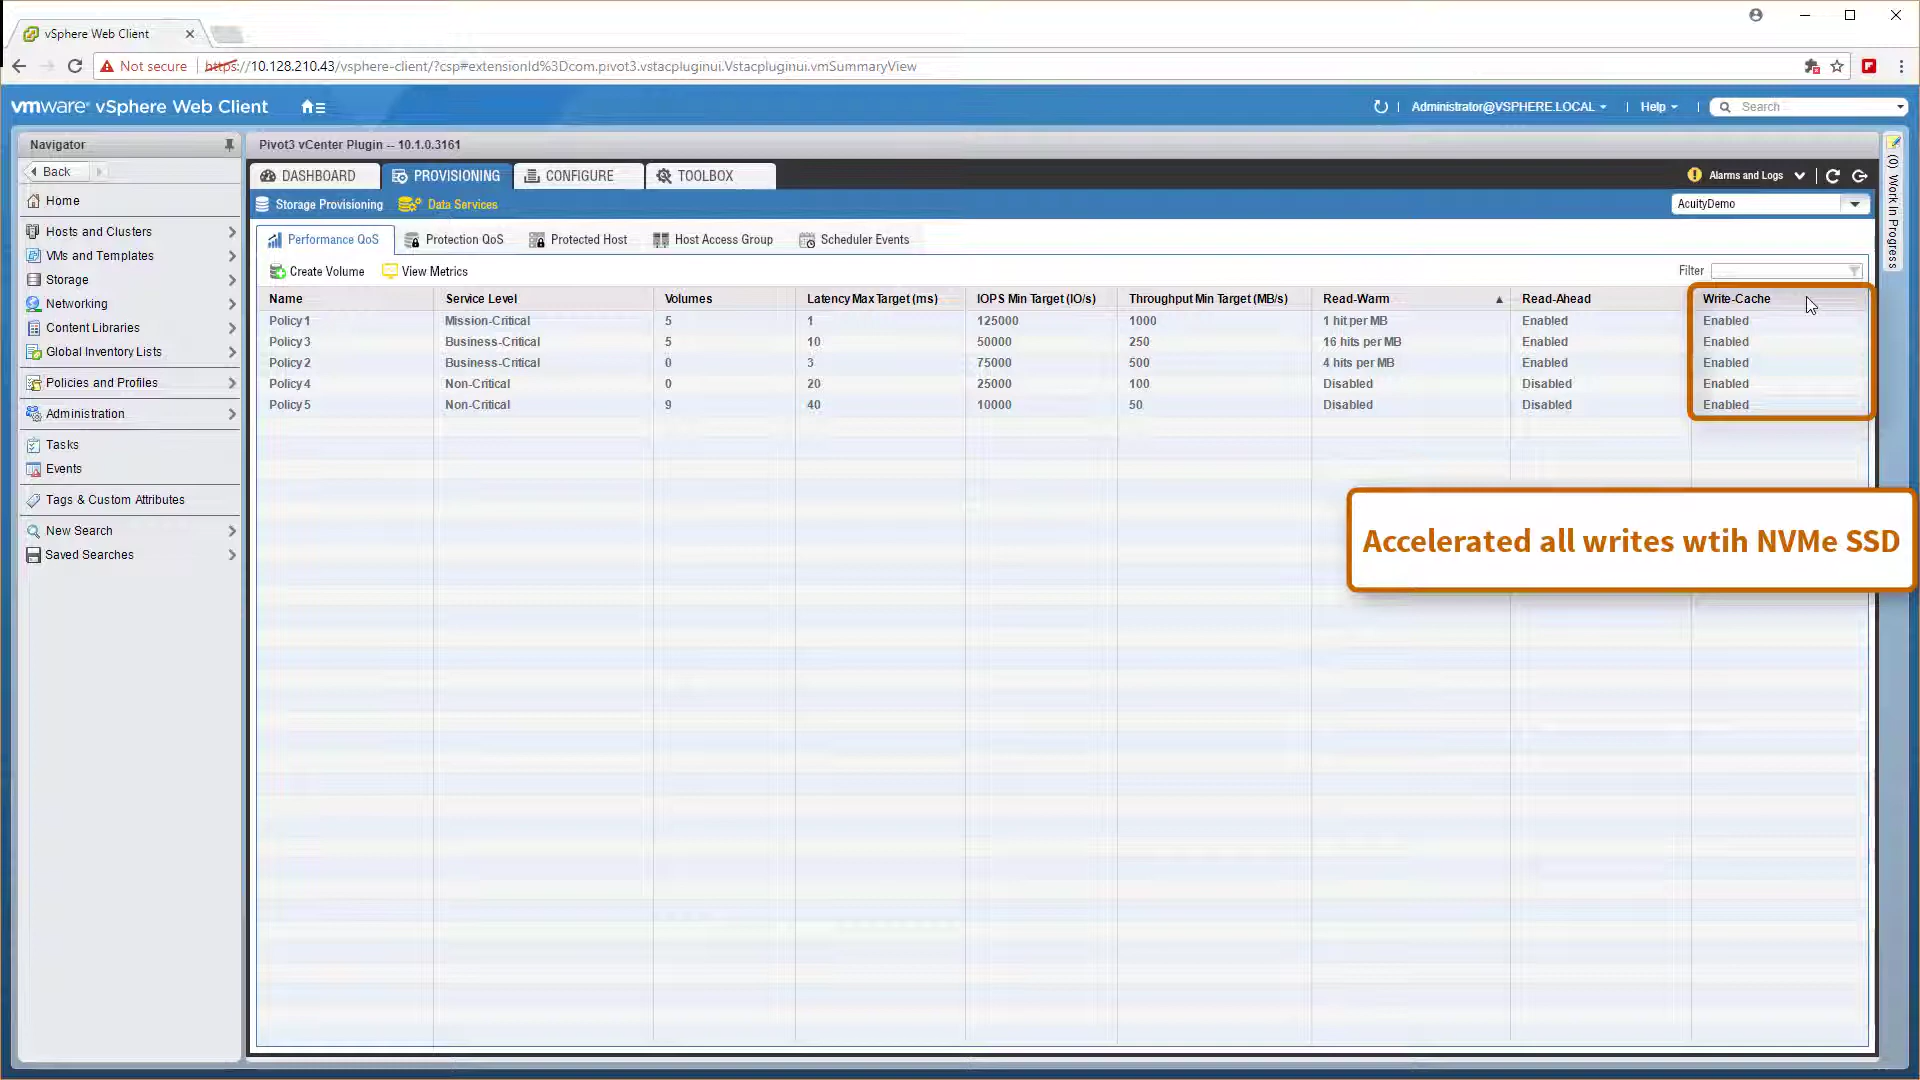 vSphere Web Client
Not secure https://10.128.210.43/vsphere-client/?csp#extensionId%3Dcom.pivot3.vstacpluginui.Vstacpluginui.vmSummaryView
vmware® vSphere Web Client
Administrator@VSPHERE.LOCAL Help Search
Navigator
Back
Home
Hosts and Clusters
VMs and Templates
Storage
Networking
Content Libraries
Global Inventory Lists
Policies and Profiles
Administration
Tasks
Events
Tags & Custom Attributes
New Search
Saved Searches
Pivot3 vCenter Plugin -- 10.1.0.3161
DASHBOARD PROVISIONING CONFIGURE TOOLBOX
Alarms and Logs
Storage Provisioning Data Services
AcuityDemo
Performance QoS Protection QoS Protected Host Host Access Group Scheduler Events
Create Volume View Metrics
Filter
Name Service Level Volumes Latency Max Target (ms) IOPS Min Target (IO/s) Throughput Min Target (MB/s) Read-Warm Read-Ahead Write-Cache
Policy 1 Mission-Critical 5 1 125000 1000 1 hit per MB Enabled Enabled
Policy 3 Business-Critical 5 10 50000 250 16 hits per MB Enabled Enabled
Policy 2 Business-Critical 0 3 75000 500 4 hits per MB Enabled Enabled
Policy 4 Non-Critical 0 20 25000 100 Disabled Disabled Enabled
Policy 5 Non-Critical 9 40 10000 50 Disabled Disabled Enabled
Accelerated all writes wtih NVMe SSD
(0) Work In Progress